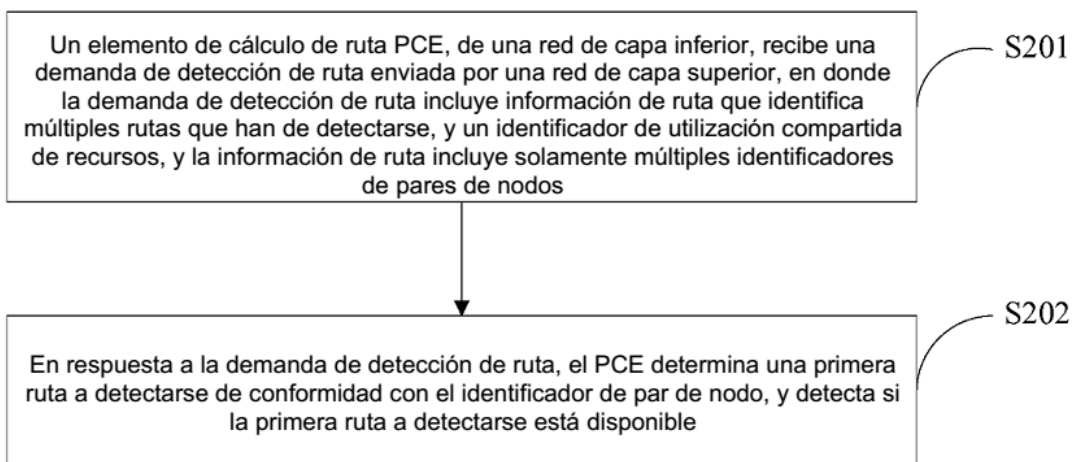 Un elemento de cálculo de ruta PCE, de una red de capa inferior, recibe una
demanda de detección de ruta enviada por una red de capa superior, en donde
la demanda de detección de ruta incluye información de ruta que identifica
múltiples rutas que han de detectarse, y un identificador de utilización compartida
de recursos, y la información de ruta incluye solamente múltiples identificadores
de pares de nodos
S201
En respuesta a la demanda de detección de ruta, el PCE determina una primera
ruta a detectarse de conformidad con el identificador de par de nodo, y detecta si
la primera ruta a detectarse está disponible
S202